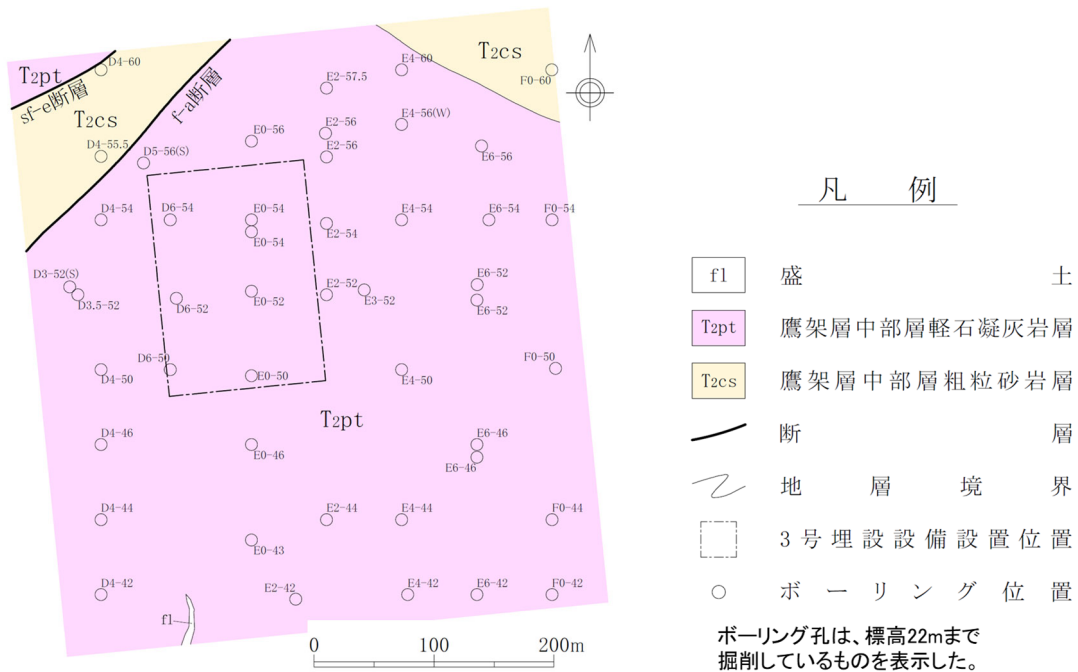 D4-60
T2pt
sf-e断層
f-a断層
T2cs
D4-55.5
D5-56(S)
E0-56
E2-57.5
E4-60
T2cs
F0-60
E4-56(W)
E2-56
E2-56
E6-56
D4-54
D6-54
E0-54
E0-54
E2-54
E4-54
E6-54
F0-54
D3-52(S)
D3.5-52
D6-52
E0-52
E2-52
E3-52
E6-52
E6-52
D6-50
D4-50
E0-50
E4-50
F0-50
T2pt
D4-46
E0-46
E6-46
E6-46
D4-44
E2-44
E4-44
F0-44
E0-43
D4-42
E2-42
E4-42
E6-42
F0-42
fl
0 100 200m
凡 例
fl 盛 土
T2pt 鷹架層中部層軽石凝灰岩層
T2cs 鷹架層中部層粗粒砂岩層
断 層
地 層 境 界
3号埋設設備設置位置
ボーリング位置
ボーリング孔は、標高22mまで
掘削しているものを表示した。